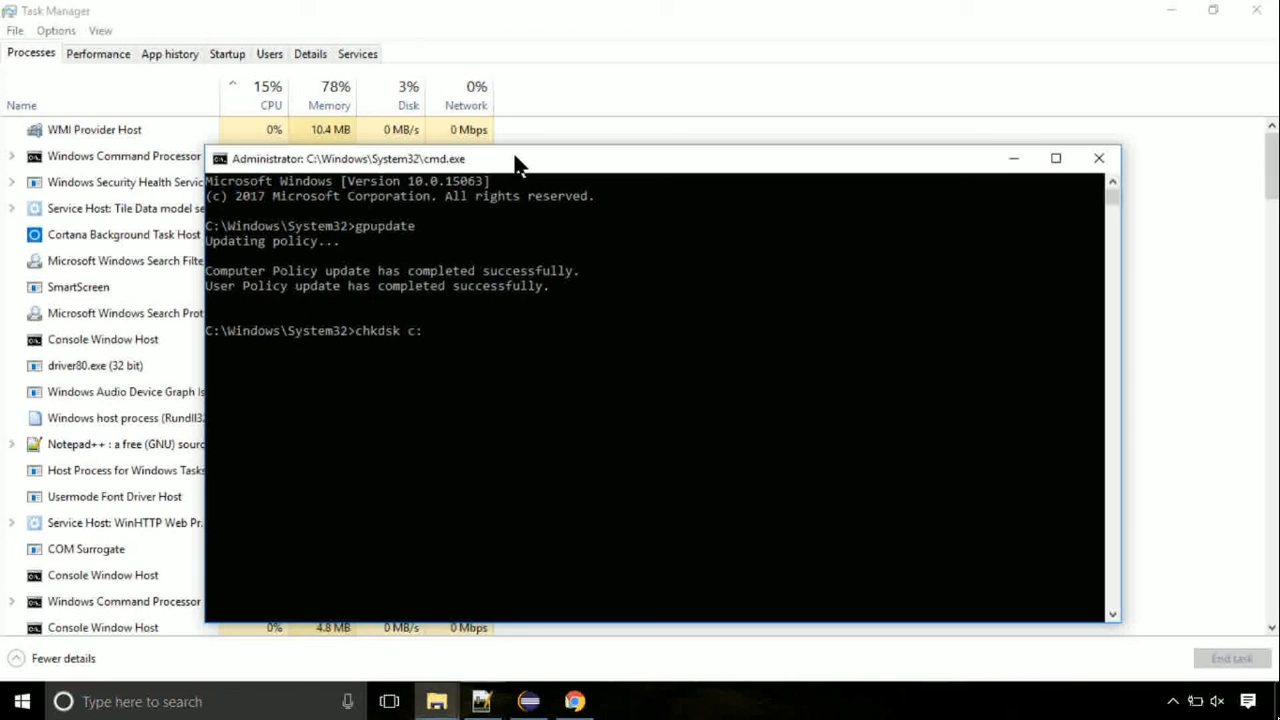 Task Manager
File Options View
Processes Performance App history Startup Users Details Services
15% 78% 3% 0%
Name CPU Memory Disk Network
WMI Provider Host 0% 10.4 MB 0 MB/s 0 Mbps
Windows Command Processor
Windows Security Health Servic
Service Host: Tile Data model se
Cortana Background Task Host
Microsoft Windows Search Filte
SmartScreen
Microsoft Windows Search Prot
Console Window Host
driver80.exe (32 bit)
Windows Audio Device Graph Is
Windows host process (Rundll32
Notepad++ : a free (GNU) sourc
Host Process for Windows Tasks
Usermode Font Driver Host
Service Host: WinHTTP Web Pr.
COM Surrogate
Console Window Host
Windows Command Processor
Console Window Host 0% 4.8 MB 0 MB/s 0 Mbps
Administrator: C:\Windows\System32\cmd.exe
Microsoft Windows [Version 10.0.15063]
(c) 2017 Microsoft Corporation. All rights reserved.
C:\Windows\System32>gpupdate
Updating policy...
Computer Policy update has completed successfully.
User Policy update has completed successfully.
C:\Windows\System32>chkdsk c:
Fewer details
End task
Type here to search